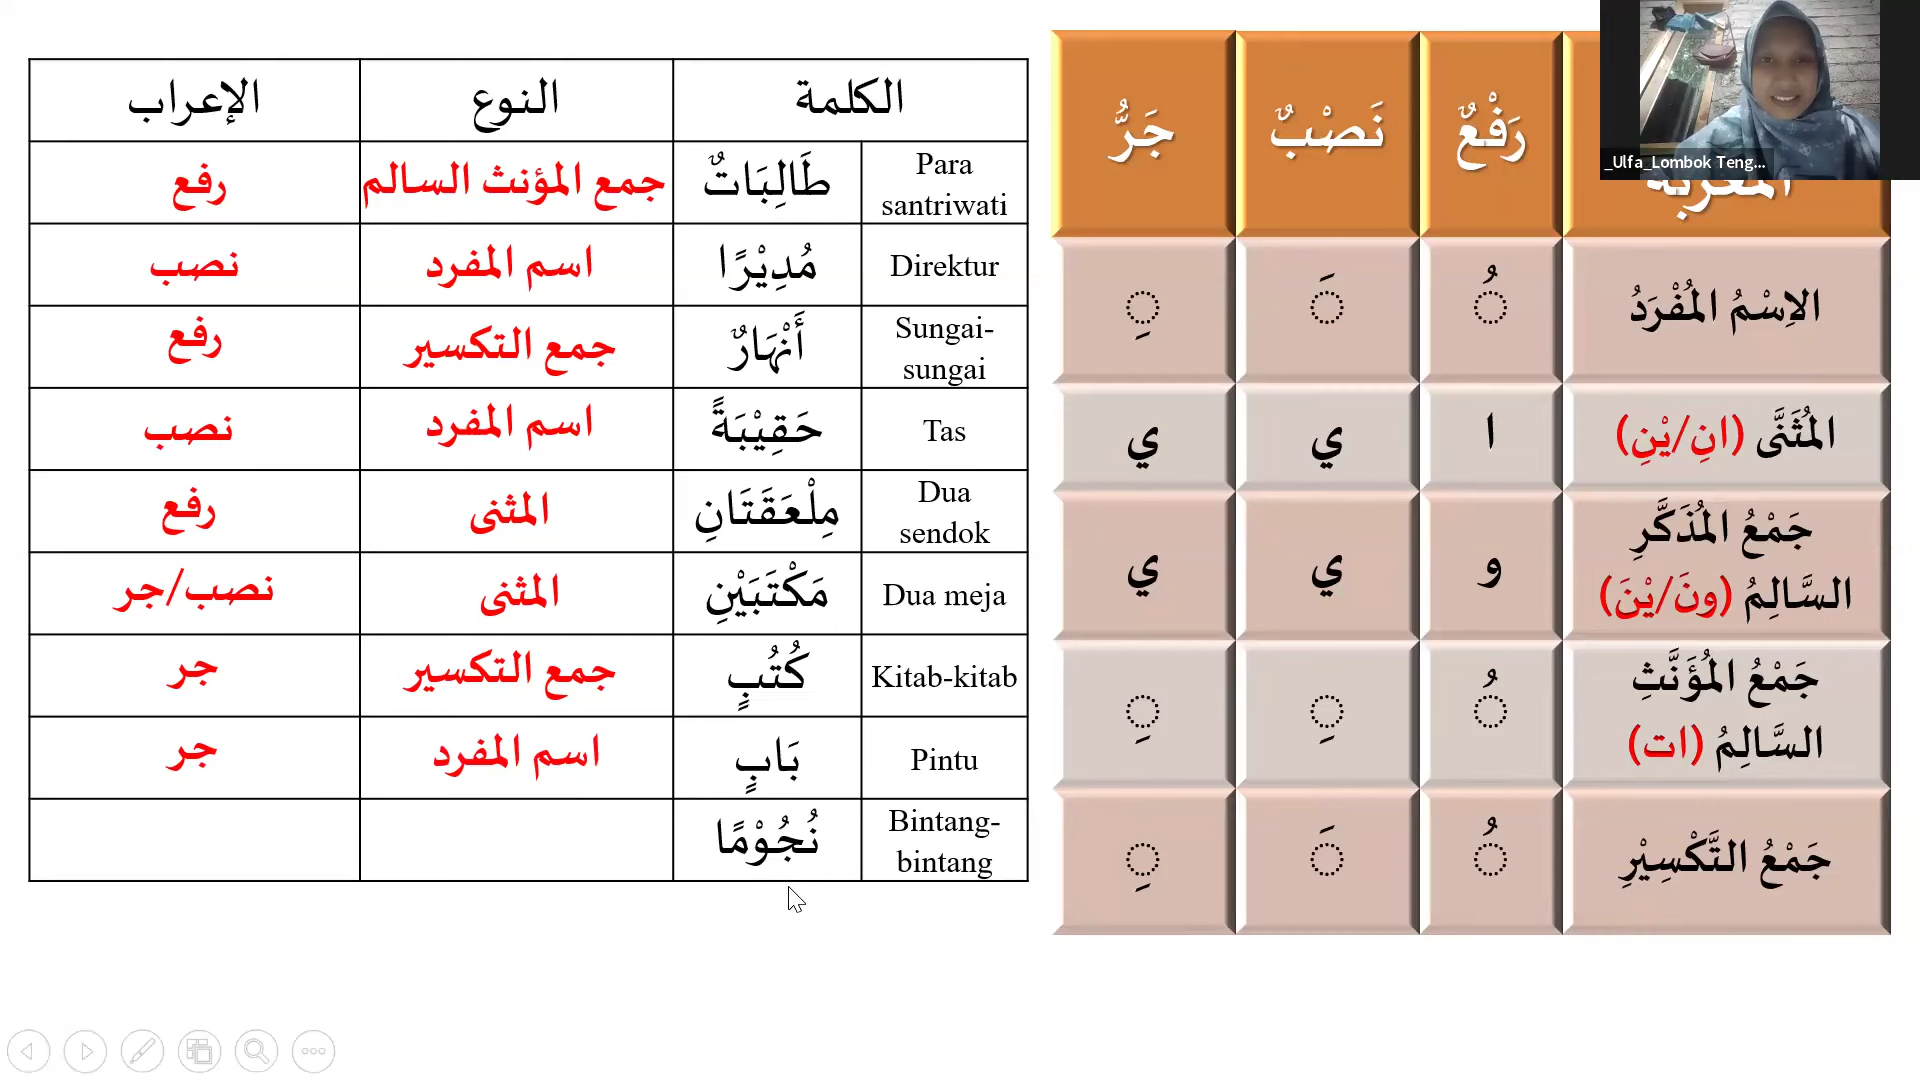 الكلمة النوع الإعراب
Para santriwati طَالِبَاتٌ جمع المؤنث السالم رفع
Direktur مُدِيْرًا اسم المفرد نصب
Sungai-sungai أَنْهَارٌ جمع التكسير رفع
Tas حَقِيْبَةً اسم المفرد نصب
Dua sendok مِلْعَقَتَانِ المثنى رفع
Dua meja مَكْتَبَيْنِ المثنى نصب/جر
Kitab-kitab كُتُبٍ جمع التكسير جر
Pintu بَابٍ اسم المفرد جر
Bintang-bintang نُجُوْمًا
رَفْعٌ نَصْبٌ جَرُّ
الاِسْمُ المُفْرَدُ ُ َ ِ
المُثَنَّى (انِ/يْنِ) ا ي ي
جَمْعُ المُذَكَّرِ
السَّالِمُ (ونَ/يْنَ) و ي ي
جَمْعُ المُؤَنَّثِ
السَّالِمُ (ات) ُ ِ ِ
جَمْعُ التَّكْسِيْرِ ُ َ ِ
_Ulfa_Lombok Teng...